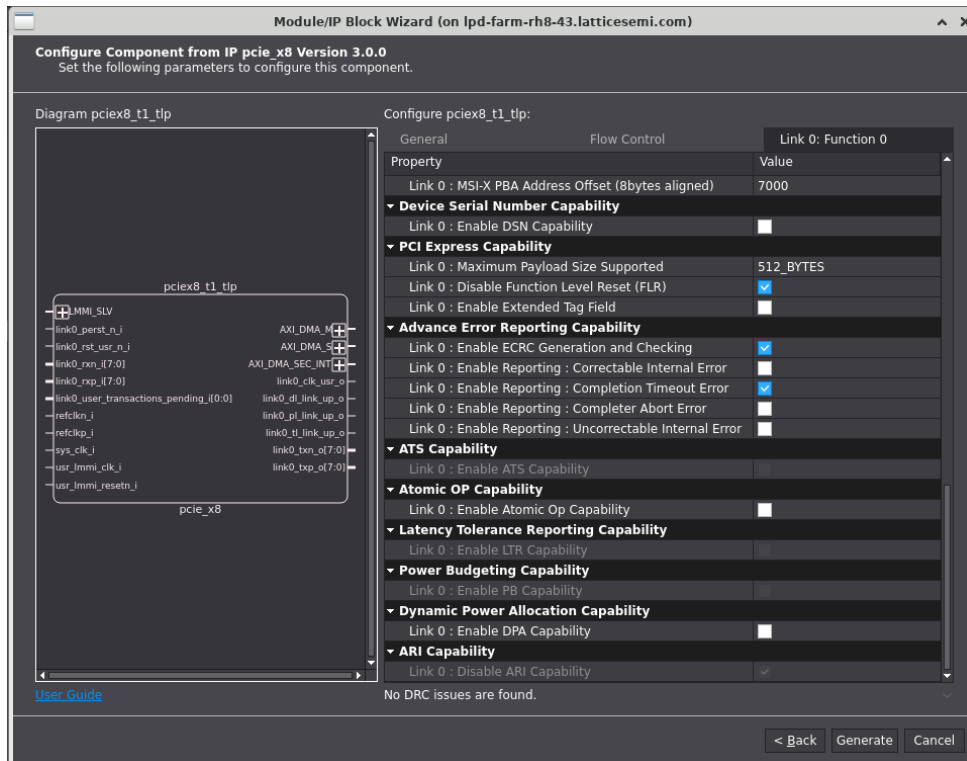 Module/IP Block Wizard (on lpd-farm-rh8-43.latticesemi.com)
Configure Component from IP pcie_x8 Version 3.0.0
Set the following parameters to configure this component.
Diagram pciex8_t1_tlp
pciex8_t1_tlp
LMMI_SLV
link0_perst_n_i
link0_rst_usr_n_i
link0_rxn_i[7:0]
link0_rxp_i[7:0]
link0_user_transactions_pending_i[0:0]
refclkn_i
refclkp_i
sys_clk_i
usr_lmmi_clk_i
usr_lmmi_resetn_i
AXI_DMA_M
AXI_DMA_S
AXI_DMA_SEC_INT
link0_clk_usr_o
link0_dl_link_up_o
link0_pl_link_up_o
link0_tl_link_up_o
link0_txn_o[7:0]
link0_txp_o[7:0]
pcie_x8
User Guide
Configure pciex8_t1_tlp:
General Flow Control Link 0: Function 0
Property Value
Link 0 : MSI-X PBA Address Offset (8bytes aligned) 7000
Device Serial Number Capability
Link 0 : Enable DSN Capability
PCI Express Capability
Link 0 : Maximum Payload Size Supported 512_BYTES
Link 0 : Disable Function Level Reset (FLR)
Link 0 : Enable Extended Tag Field
Advance Error Reporting Capability
Link 0 : Enable ECRC Generation and Checking
Link 0 : Enable Reporting : Correctable Internal Error
Link 0 : Enable Reporting : Completion Timeout Error
Link 0 : Enable Reporting : Completer Abort Error
Link 0 : Enable Reporting : Uncorrectable Internal Error
ATS Capability
Link 0 : Enable ATS Capability
Atomic OP Capability
Link 0 : Enable Atomic Op Capability
Latency Tolerance Reporting Capability
Link 0 : Enable LTR Capability
Power Budgeting Capability
Link 0 : Enable PB Capability
Dynamic Power Allocation Capability
Link 0 : Enable DPA Capability
ARI Capability
Link 0 : Disable ARI Capability
No DRC issues are found.
< Back Generate Cancel